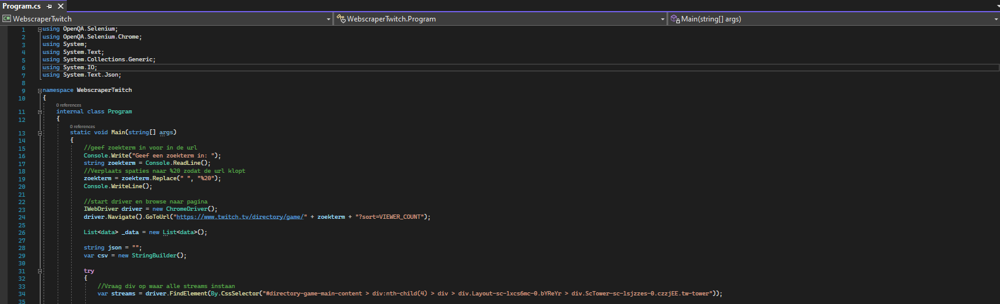 Program.cs
C# WebscraperTwitch WebscraperTwitch.Program Main(string[] args)
1 using OpenQA.Selenium;
2 using OpenQA.Selenium.Chrome;
3 using System;
4 using System.Text;
5 using System.Collections.Generic;
6 using System.IO;
7 using System.Text.Json;
8
9 namespace WebscraperTwitch
10 {
0 references
11 internal class Program
12 {
0 references
13 static void Main(string[] args)
14 {
15 //geef zoekterm in voor in de url
16 Console.Write("Geef een zoekterm in: ");
17 string zoekterm = Console.ReadLine();
18 //Verplaats spaties naar %20 zodat de url klopt
19 zoekterm = zoekterm.Replace(" ", "%20");
20 Console.WriteLine();
21
22 //start driver en browse naar pagina
23 IWebDriver driver = new ChromeDriver();
24 driver.Navigate().GoToUrl("https://www.twitch.tv/directory/game/" + zoekterm + "?sort=VIEWER_COUNT");
25
26 List<data> _data = new List<data>();
27
28 string json = "";
29 var csv = new StringBuilder();
30
31 try
32 {
33 //Vraag div op waar alle streams instaan
34 var streams = driver.FindElement(By.CssSelector("#directory-game-main-content > div:nth-child(4) > div > div.Layout-sc-1xcs6mc-0.bYReYr > div.ScTower-sc-1sjzzes-0.czzjEE.tw-tower"));
35